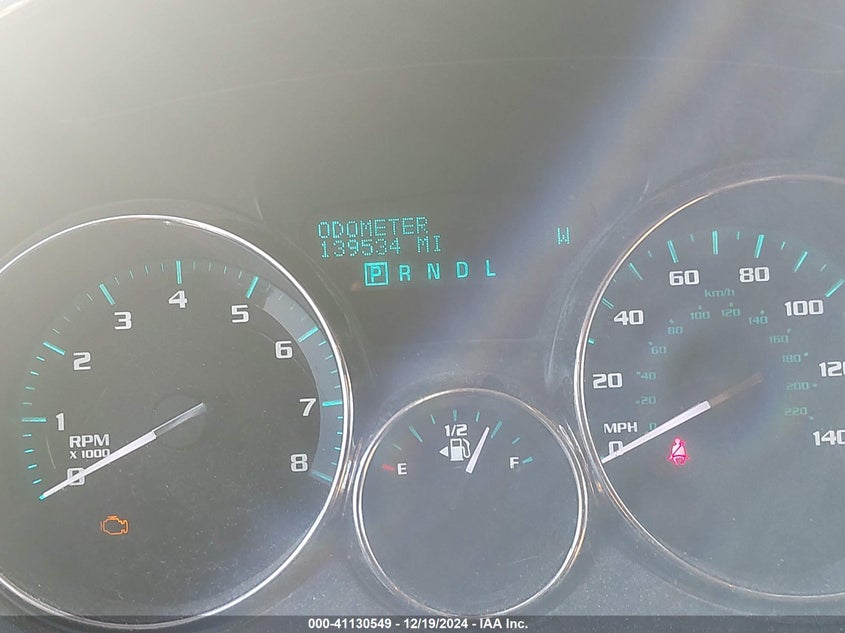 ODOMETER
139534 MI
W
P R N D L
0 1 2 3 4 5 6 7 8
RPM
X 1000
E 1/2 F
0 20 40 60 80 100 120 140
MPH
km/h
0 20 40 60 80 100 120 140 160 180 200 220
000-41130549 - 12/19/2024 - IAA Inc.